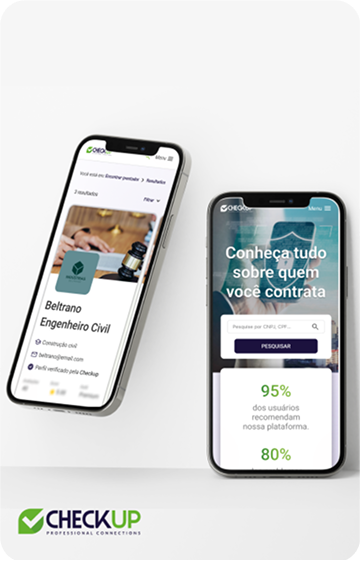 CHECKUP
Menu
Você está em: Encontrar prestador > Resultados
3 resultados
Filtrar
Beltrano
Engenheiro Civil
Construção civil
beltrano@email.com
Perfil verificado pela Checkup
CHECKUP
Menu
Conheça tudo
sobre quem
você contrata
Pesquise por CNPJ, CPF...
PESQUISAR
95%
dos usuários
recomendam
nossa plataforma.
80%
CHECKUP
PROFESSIONAL CONNECTIONS